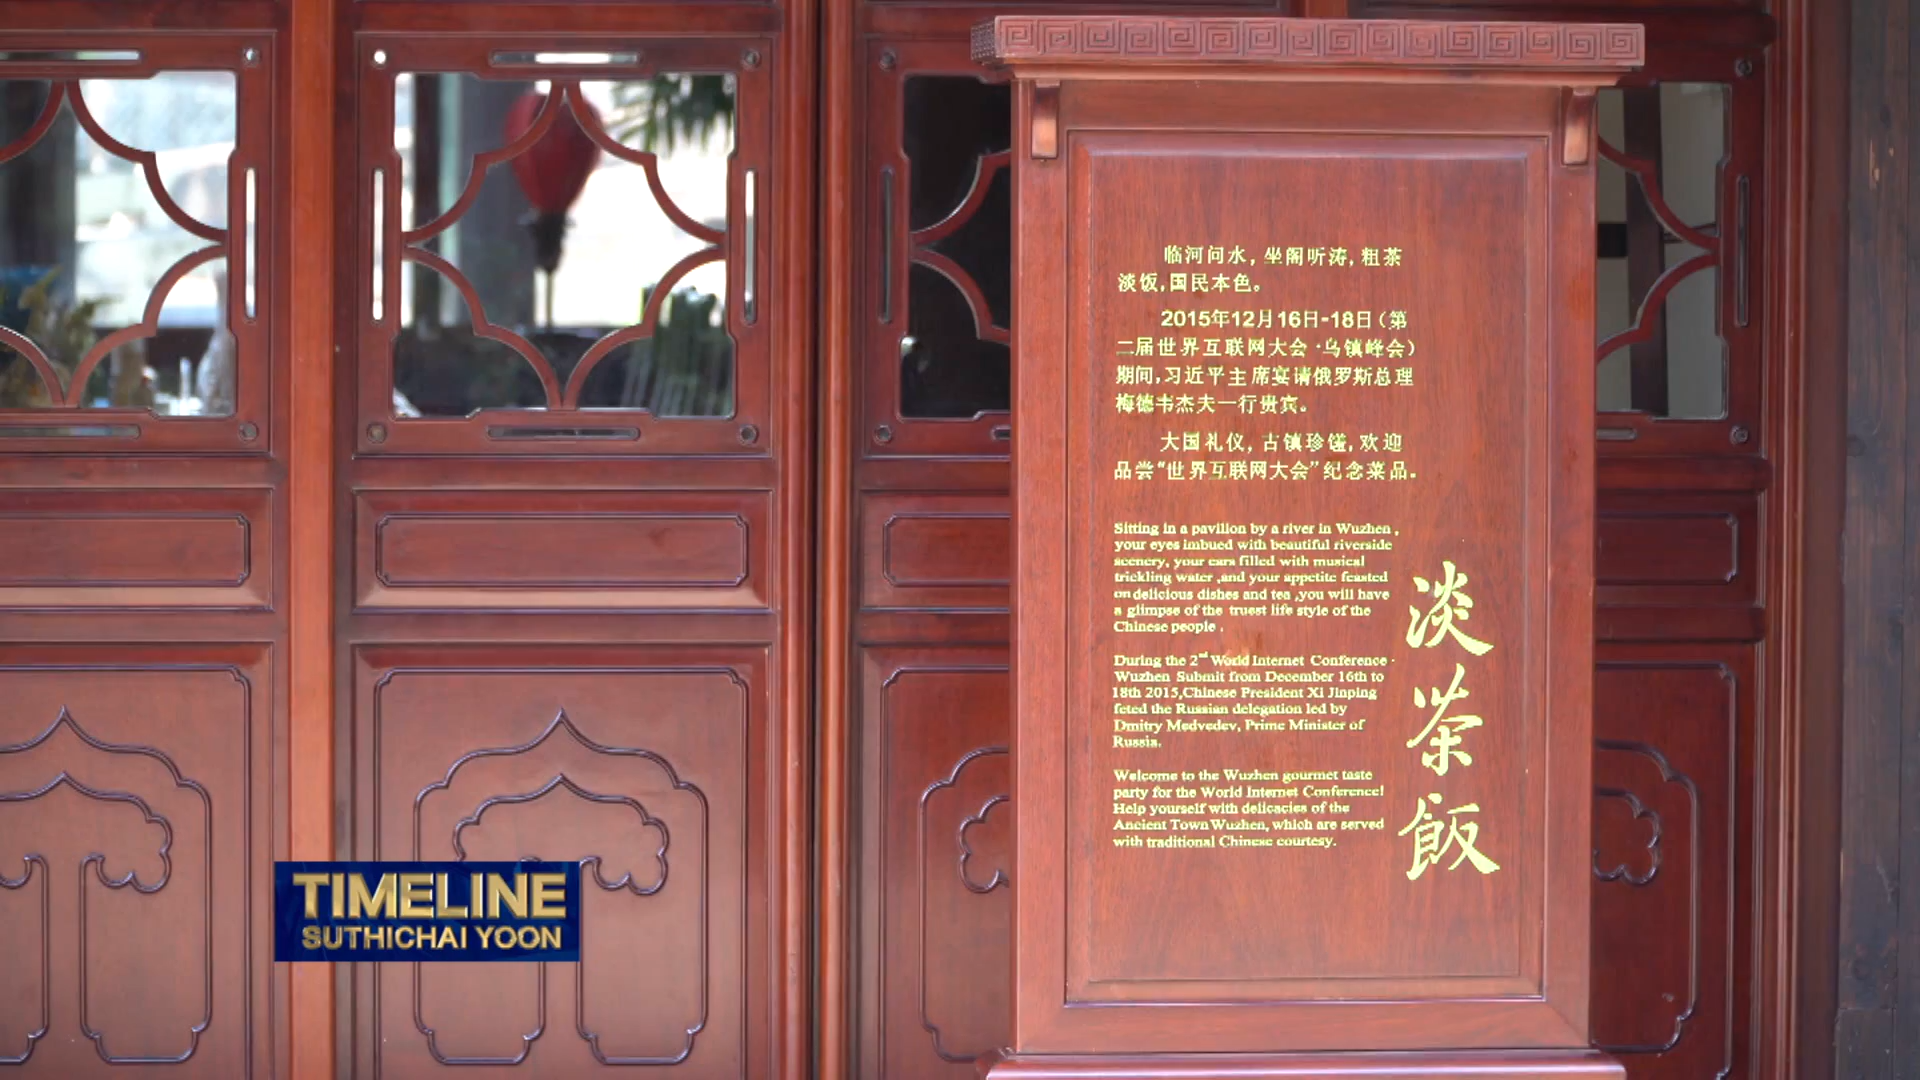 临河问水，坐阁听涛，粗茶
淡饭，国民本色。
2015年12月16日-18日（第
二届世界互联网大会·乌镇峰会）
期间，习近平主席宴请俄罗斯总理
梅德韦杰夫一行贵宾。
大国礼仪，古镇珍馐，欢迎
品尝“世界互联网大会”纪念菜品。
Sitting in a pavilion by a river in Wuzhen ,
your eyes imbued with beautiful riverside
scenery, your ears filled with musical
trickling water ,and your appetite feasted
on delicious dishes and tea ,you will have
a glimpse of the truest life style of the
Chinese people .
During the 2nd World Internet Conference ·
Wuzhen Submit from December 16th to
18th 2015,Chinese President Xi Jinping
feted the Russian delegation led by
Dmitry Medvedev, Prime Minister of
Russia.
Welcome to the Wuzhen gourmet taste
party for the World Internet Conference!
Help yourself with delicacies of the
Ancient Town Wuzhen, which are served
with traditional Chinese courtesy.
淡茶飯
TIMELINE
SUTHICHAI YOON